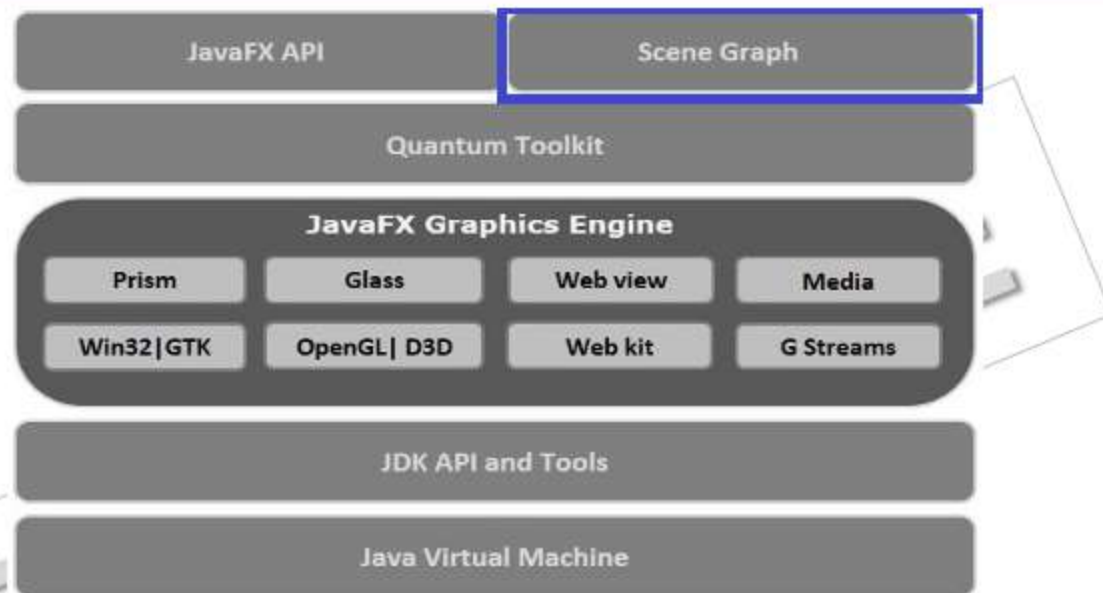 JavaFX API
Scene Graph
Quantum Toolkit
JavaFX Graphics Engine
Prism
Glass
Web view
Media
Win32|GTK
OpenGL| D3D
Web kit
G Streams
JDK API and Tools
Java Virtual Machine